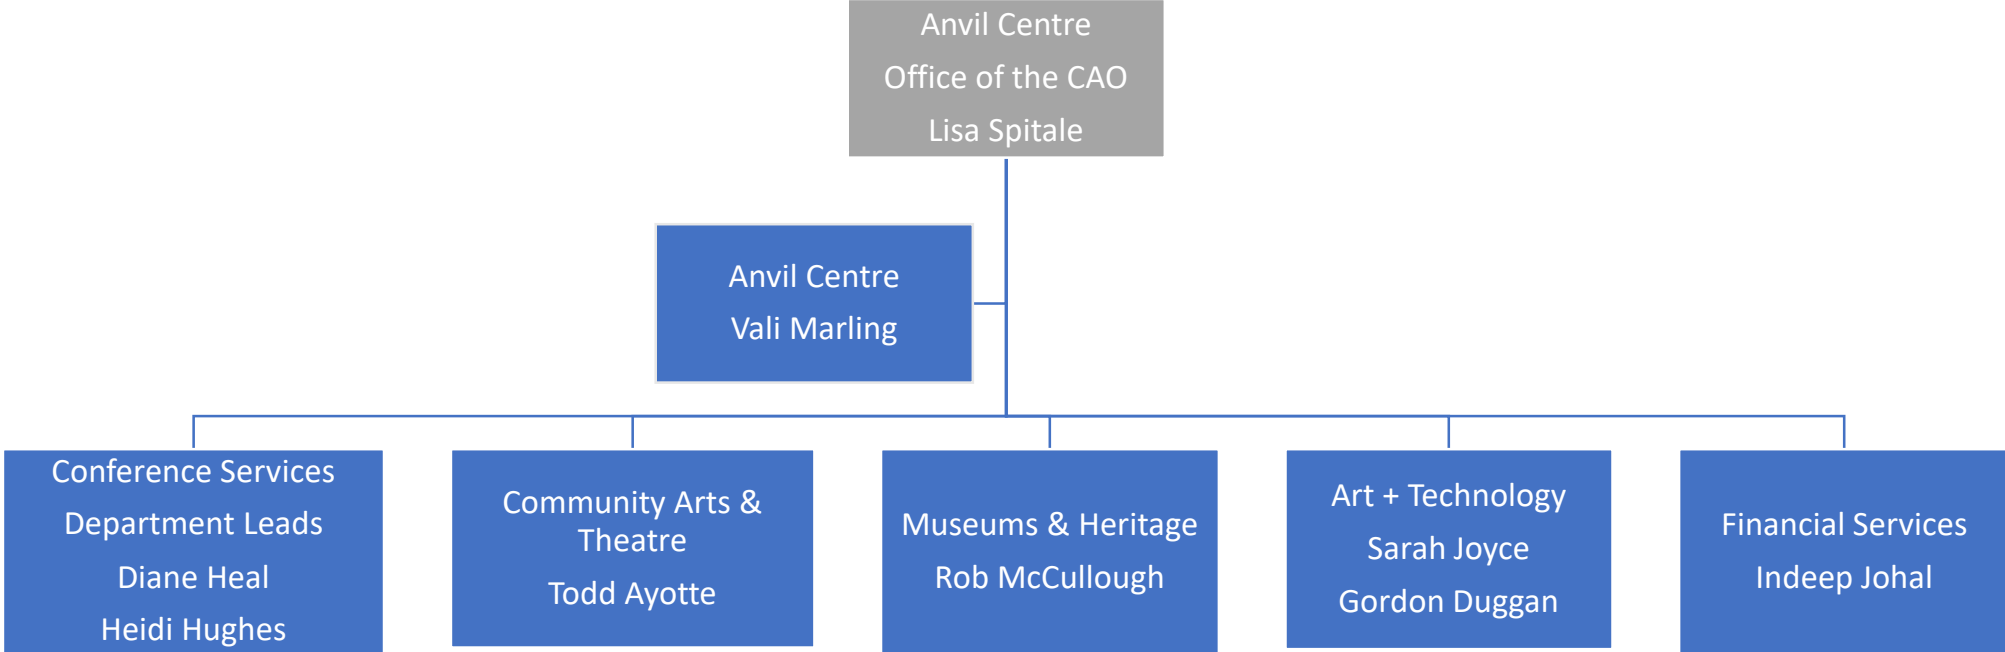 Anvil Centre
Office of the CAO
Lisa Spitale
Anvil Centre
Vali Marling
Conference Services
Department Leads
Diane Heal
Heidi Hughes
Community Arts &
Theatre
Todd Ayotte
Museums & Heritage
Rob McCullough
Art + Technology
Sarah Joyce
Gordon Duggan
Financial Services
Indeep Johal